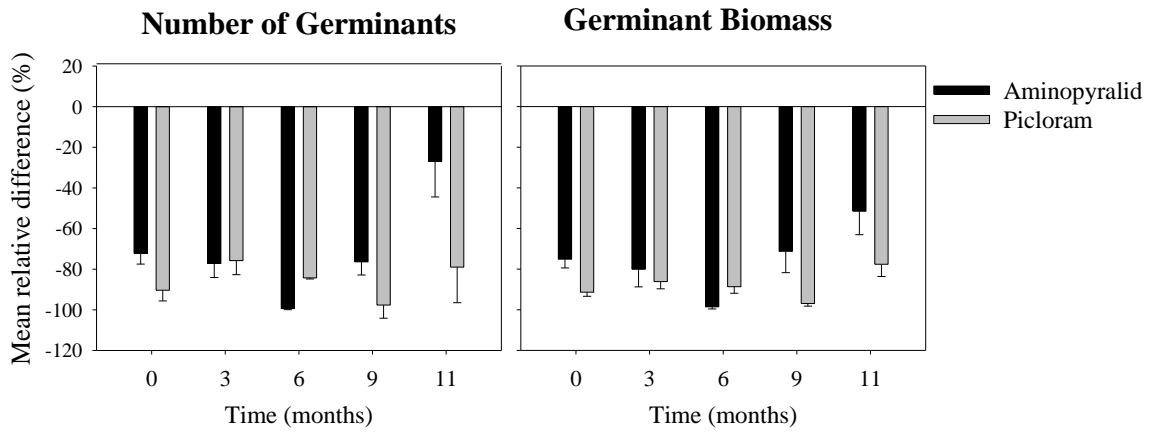 Number of Germinants
Germinant Biomass
Mean relative difference (%)
20
0
-20
-40
-60
-80
-100
-120
0 3 6 9 11
Time (months)
0 3 6 9 11
Time (months)
Aminopyralid
Picloram